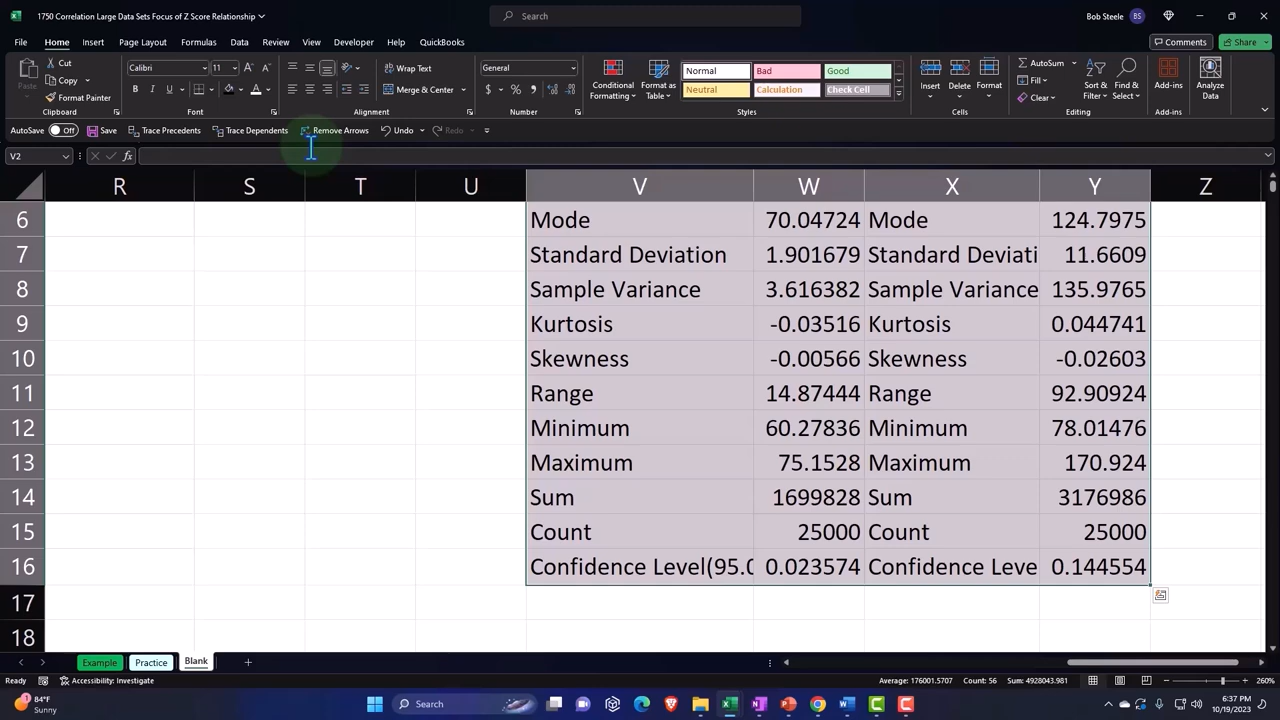 1750 Correlation Large Data Sets Focus of Z Score Relationship
Search
Bob Steele BS
File Home Insert Page Layout Formulas Data Review View Developer Help QuickBooks Comments Share
Cut
Copy
Format Painter
Paste
Clipboard
Calibri 11
B I U
Font
Wrap Text
Merge & Center
Alignment
General
$ % ,
Number
Conditional Formatting
Format as Table
Normal Bad Good
Neutral Calculation Check Cell
Styles
Insert Delete Format
Cells
AutoSum
Fill
Clear
Sort & Filter
Find & Select
Editing
Add-ins
Add-ins
Analyze Data
AutoSave Off Save Trace Precedents Trace Dependents Remove Arrows Undo Redo
V2 fx
R S T U V W X Y Z
6 Mode 70.04724 Mode 124.7975
7 Standard Deviation 1.901679 Standard Deviati 11.6609
8 Sample Variance 3.616382 Sample Variance 135.9765
9 Kurtosis -0.03516 Kurtosis 0.044741
10 Skewness -0.00566 Skewness -0.02603
11 Range 14.87444 Range 92.90924
12 Minimum 60.27836 Minimum 78.01476
13 Maximum 75.1528 Maximum 170.924
14 Sum 1699828 Sum 3176986
15 Count 25000 Count 25000
16 Confidence Level(95.0 0.023574 Confidence Leve 0.144554
17
18
Example Practice Blank
Ready Accessibility: Investigate Average: 176001.5707 Count: 56 Sum: 4928043.981 260%
84°F
Sunny
Search
6:37 PM
10/19/2023